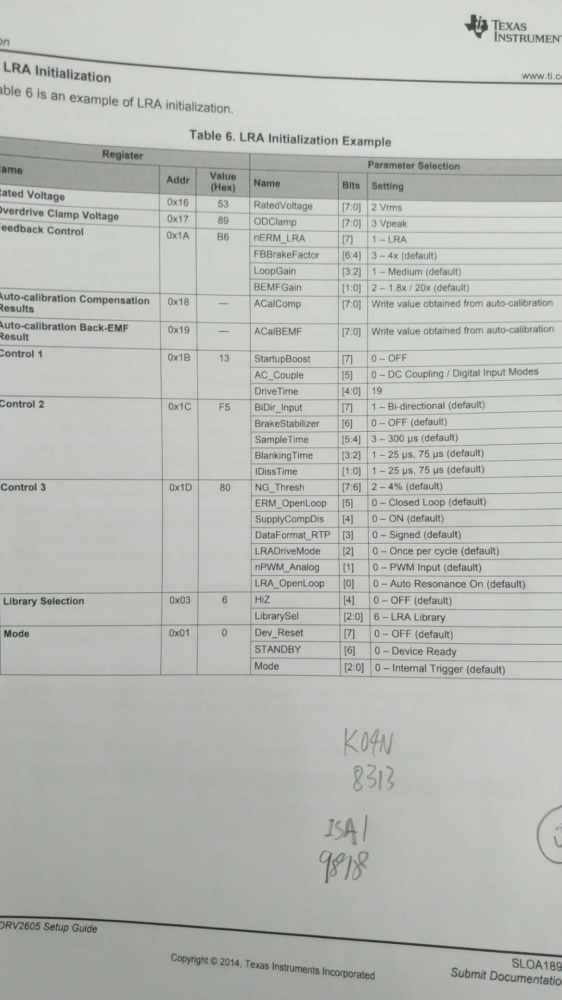 TEXAS
INSTRUMENT
on
www.ti.c
LRA Initialization
able 6 is an example of LRA initialization.
Table 6. LRA Initialization Example
Register Parameter Selection
ame Addr Value (Hex) Name Bits Setting
Rated Voltage 0x16 53 RatedVoltage [7:0] 2 Vrms
Overdrive Clamp Voltage 0x17 89 ODClamp [7:0] 3 Vpeak
Feedback Control 0x1A B6 nERM_LRA [7] 1 – LRA
FBBrakeFactor [6:4] 3 – 4x (default)
LoopGain [3:2] 1 – Medium (default)
BEMFGain [1:0] 2 – 1.8x / 20x (default)
Auto-calibration Compensation Results 0x18 — ACalComp [7:0] Write value obtained from auto-calibration
Auto-calibration Back-EMF Result 0x19 — ACalBEMF [7:0] Write value obtained from auto-calibration
Control 1 0x1B 13 StartupBoost [7] 0 – OFF
AC_Couple [5] 0 – DC Coupling / Digital Input Modes
DriveTime [4:0] 19
Control 2 0x1C F5 BiDir_Input [7] 1 – Bi-directional (default)
BrakeStabilizer [6] 0 – OFF (default)
SampleTime [5:4] 3 – 300 µs (default)
BlankingTime [3:2] 1 – 25 µs, 75 µs (default)
IDissTime [1:0] 1 – 25 µs, 75 µs (default)
Control 3 0x1D 80 NG_Thresh [7:6] 2 – 4% (default)
ERM_OpenLoop [5] 0 – Closed Loop (default)
SupplyCompDis [4] 0 – ON (default)
DataFormat_RTP [3] 0 – Signed (default)
LRADriveMode [2] 0 – Once per cycle (default)
nPWM_Analog [1] 0 – PWM Input (default)
LRA_OpenLoop [0] 0 – Auto Resonance On (default)
Library Selection 0x03 6 HiZ [4] 0 – OFF (default)
LibrarySel [2:0] 6 – LRA Library
Mode 0x01 0 Dev_Reset [7] 0 – OFF (default)
STANDBY [6] 0 – Device Ready
Mode [2:0] 0 – Internal Trigger (default)
K04N
8313
ISA1
9818
DRV2605 Setup Guide
SLOA189
Copyright © 2014, Texas Instruments Incorporated
Submit Documentatio